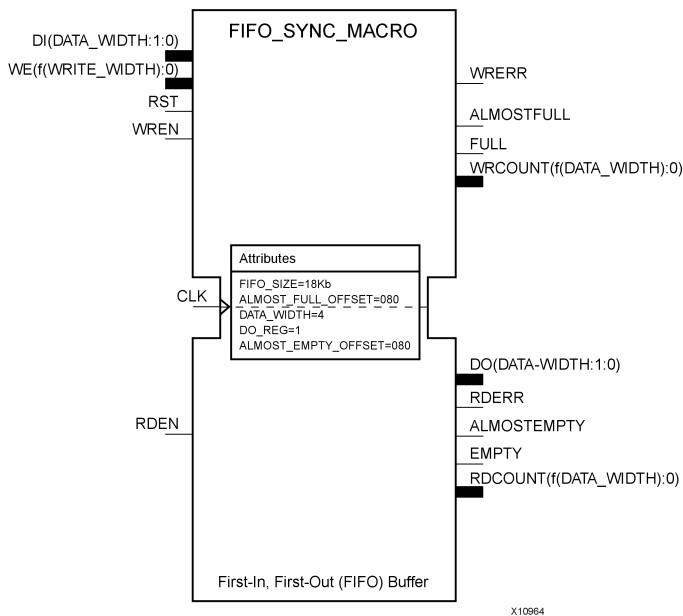 FIFO_SYNC_MACRO
DI(DATA_WIDTH:1:0)
WE(f(WRITE_WIDTH):0)
RST
WREN
WRERR
ALMOSTFULL
FULL
WRCOUNT(f(DATA_WIDTH):0)
Attributes
FIFO_SIZE=18Kb
ALMOST_FULL_OFFSET=080
DATA_WIDTH=4
DO_REG=1
ALMOST_EMPTY_OFFSET=080
CLK
RDEN
DO(DATA-WIDTH:1:0)
RDERR
ALMOSTEMPTY
EMPTY
RDCOUNT(f(DATA_WIDTH):0)
First-In, First-Out (FIFO) Buffer
X10964